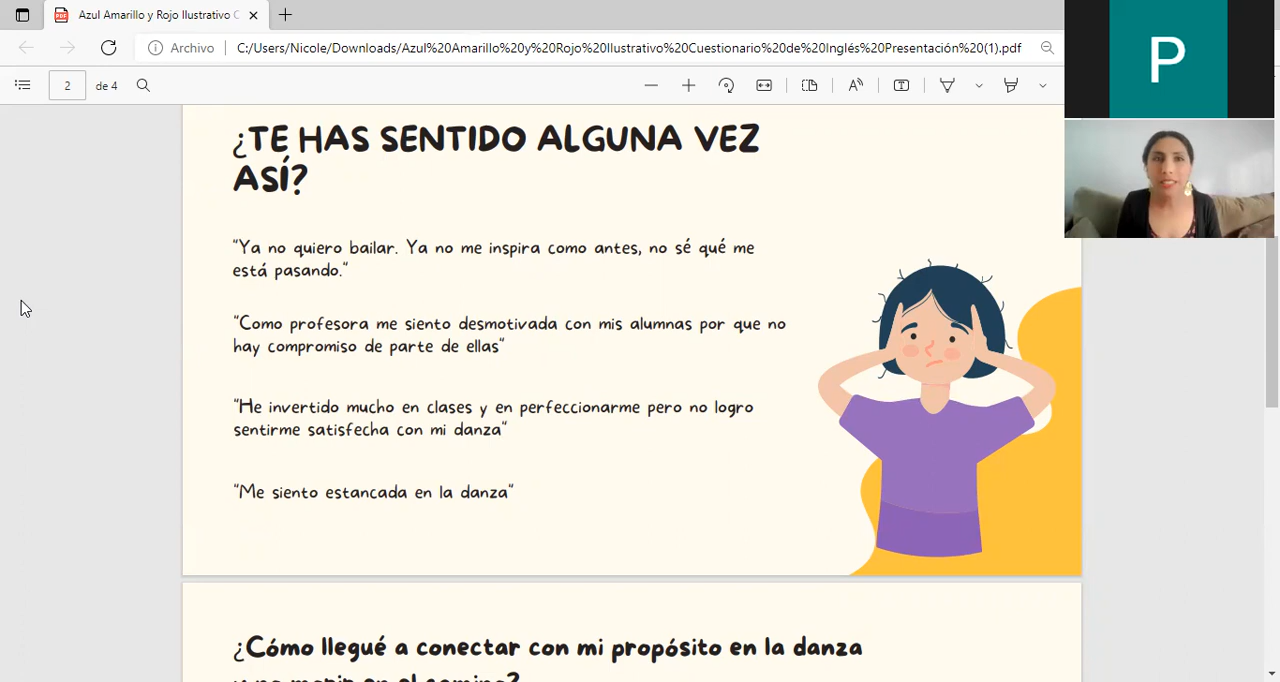 Azul Amarillo y Rojo Ilustrativo C
Archivo
C:/Users/Nicole/Downloads/Azul%20Amarillo%20y%20Rojo%20Ilustrativo%20Cuestionario%20de%20Inglés%20Presentación%20(1).pdf
2 de 4
P
¿TE HAS SENTIDO ALGUNA VEZ
ASÍ?
"Ya no quiero bailar. Ya no me inspira como antes, no sé qué me
está pasando."
"Como profesora me siento desmotivada con mis alumnas por que no
hay compromiso de parte de ellas"
"He invertido mucho en clases y en perfeccionarme pero no logro
sentirme satisfecha con mi danza"
"Me siento estancada en la danza"
¿Cómo llegué a conectar con mi propósito en la danza